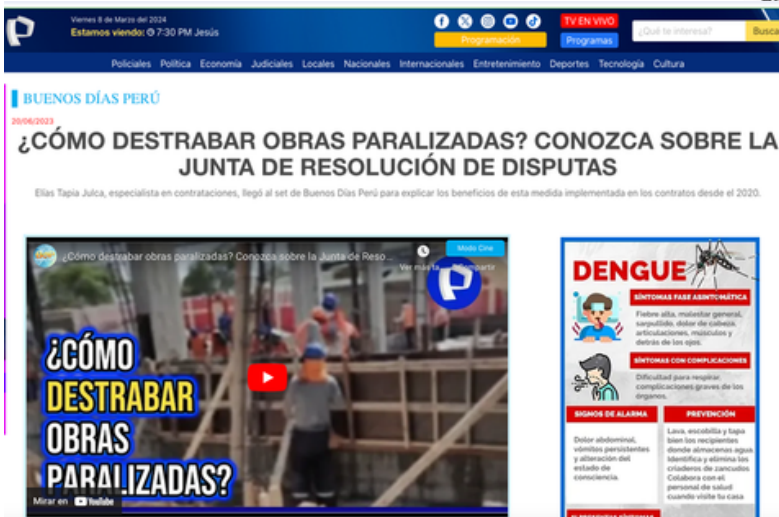 Viernes 8 de Marzo del 2024
Estamos viendo: 7:30 PM Jesús
TV EN VIVO
¿Qué te interesa?
Busca
Programación
Programas
Policiales Política Economía Judiciales Locales Nacionales Internacionales Entretenimiento Deportes Tecnología Cultura
BUENOS DÍAS PERÚ
20/06/2023
¿CÓMO DESTRABAR OBRAS PARALIZADAS? CONOZCA SOBRE LA
JUNTA DE RESOLUCIÓN DE DISPUTAS
Elías Tapia Julca, especialista en contrataciones, llegó al set de Buenos Días Perú para explicar los beneficios de esta medida implementada en los contratos desde el 2020.
¿Cómo destrabar obras paralizadas? Conozca sobre la Junta de Reso...
Modo Cine
Ver más ta...
Compartir
¿CÓMO
DESTRABAR
OBRAS
PARALIZADAS?
Mirar en YouTube
DENGUE
SÍNTOMAS FASE ASINTOMÁTICA
Fiebre alta, malestar general,
sarpullido, dolor de cabeza,
articulaciones, músculos y
detrás de los ojos.
SÍNTOMAS CON COMPLICACIONES
Dificultad para respirar,
complicaciones graves de los
órganos.
SIGNOS DE ALARMA
Dolor abdominal,
vómitos persistentes
y alteración del
estado de
consciencia.
PREVENCIÓN
Lava, escobilla y tapa
bien los recipientes
donde almacenas agua
Identifica y elimina los
criaderos de zancudos
Colabora con el
personal de salud
cuando visite tu casa